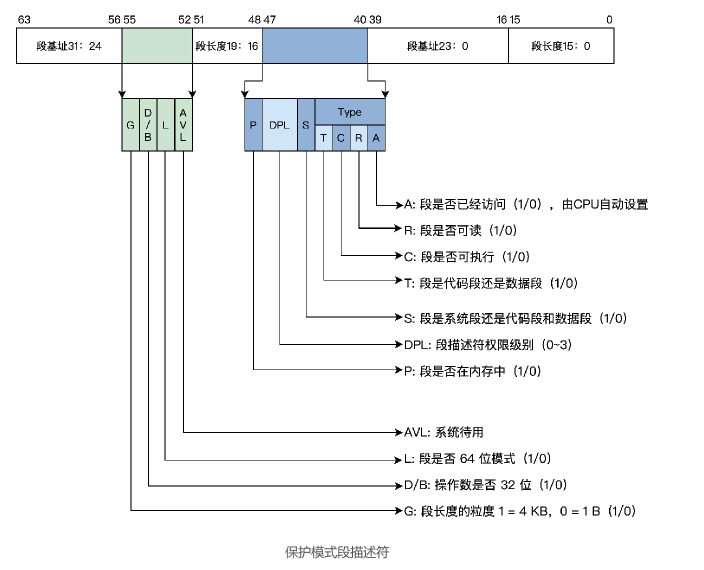 63 56 55 52 51 48 47 40 39 16 15 0
段基址31：24 段长度19：16 段基址23：0 段长度15：0
G D/B L AVL P DPL S Type
T C R A
A: 段是否已经访问（1/0），由CPU自动设置
R: 段是否可读（1/0）
C: 段是否可执行（1/0）
T: 段是代码段还是数据段（1/0）
S: 段是系统段还是代码段和数据段（1/0）
DPL: 段描述符权限级别（0~3）
P: 段是否在内存中（1/0）
AVL: 系统待用
L: 段是否 64 位模式（1/0）
D/B: 操作数是否 32 位（1/0）
G: 段长度的粒度 1 = 4 KB，0 = 1 B（1/0）
保护模式段描述符